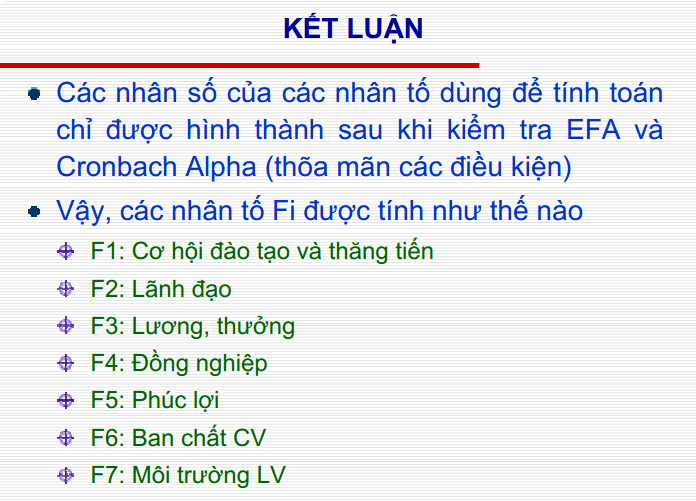 KẾT LUẬN
Các nhân số của các nhân tố dùng để tính toán
chỉ được hình thành sau khi kiểm tra EFA và
Cronbach Alpha (thõa mãn các điều kiện)
Vậy, các nhân tố Fi được tính như thế nào
F1: Cơ hội đào tạo và thăng tiến
F2: Lãnh đạo
F3: Lương, thưởng
F4: Đồng nghiệp
F5: Phúc lợi
F6: Ban chất CV
F7: Môi trường LV